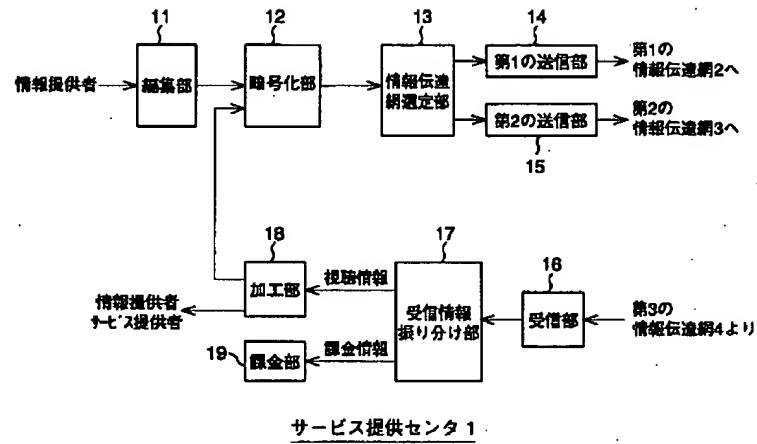 11
12
13
14
情報提供者
編集部
暗号化部
情報伝達
網選定部
第1の送信部
第1の
情報伝達網2へ
第2の送信部
第2の
情報伝達網3へ
15
18
17
16
視聴情報
加工部
情報提供者
サービス提供者
受信情報
振り分け部
受信部
第3の
情報伝達網4より
19
課金部
課金情報
サービス提供センタ1